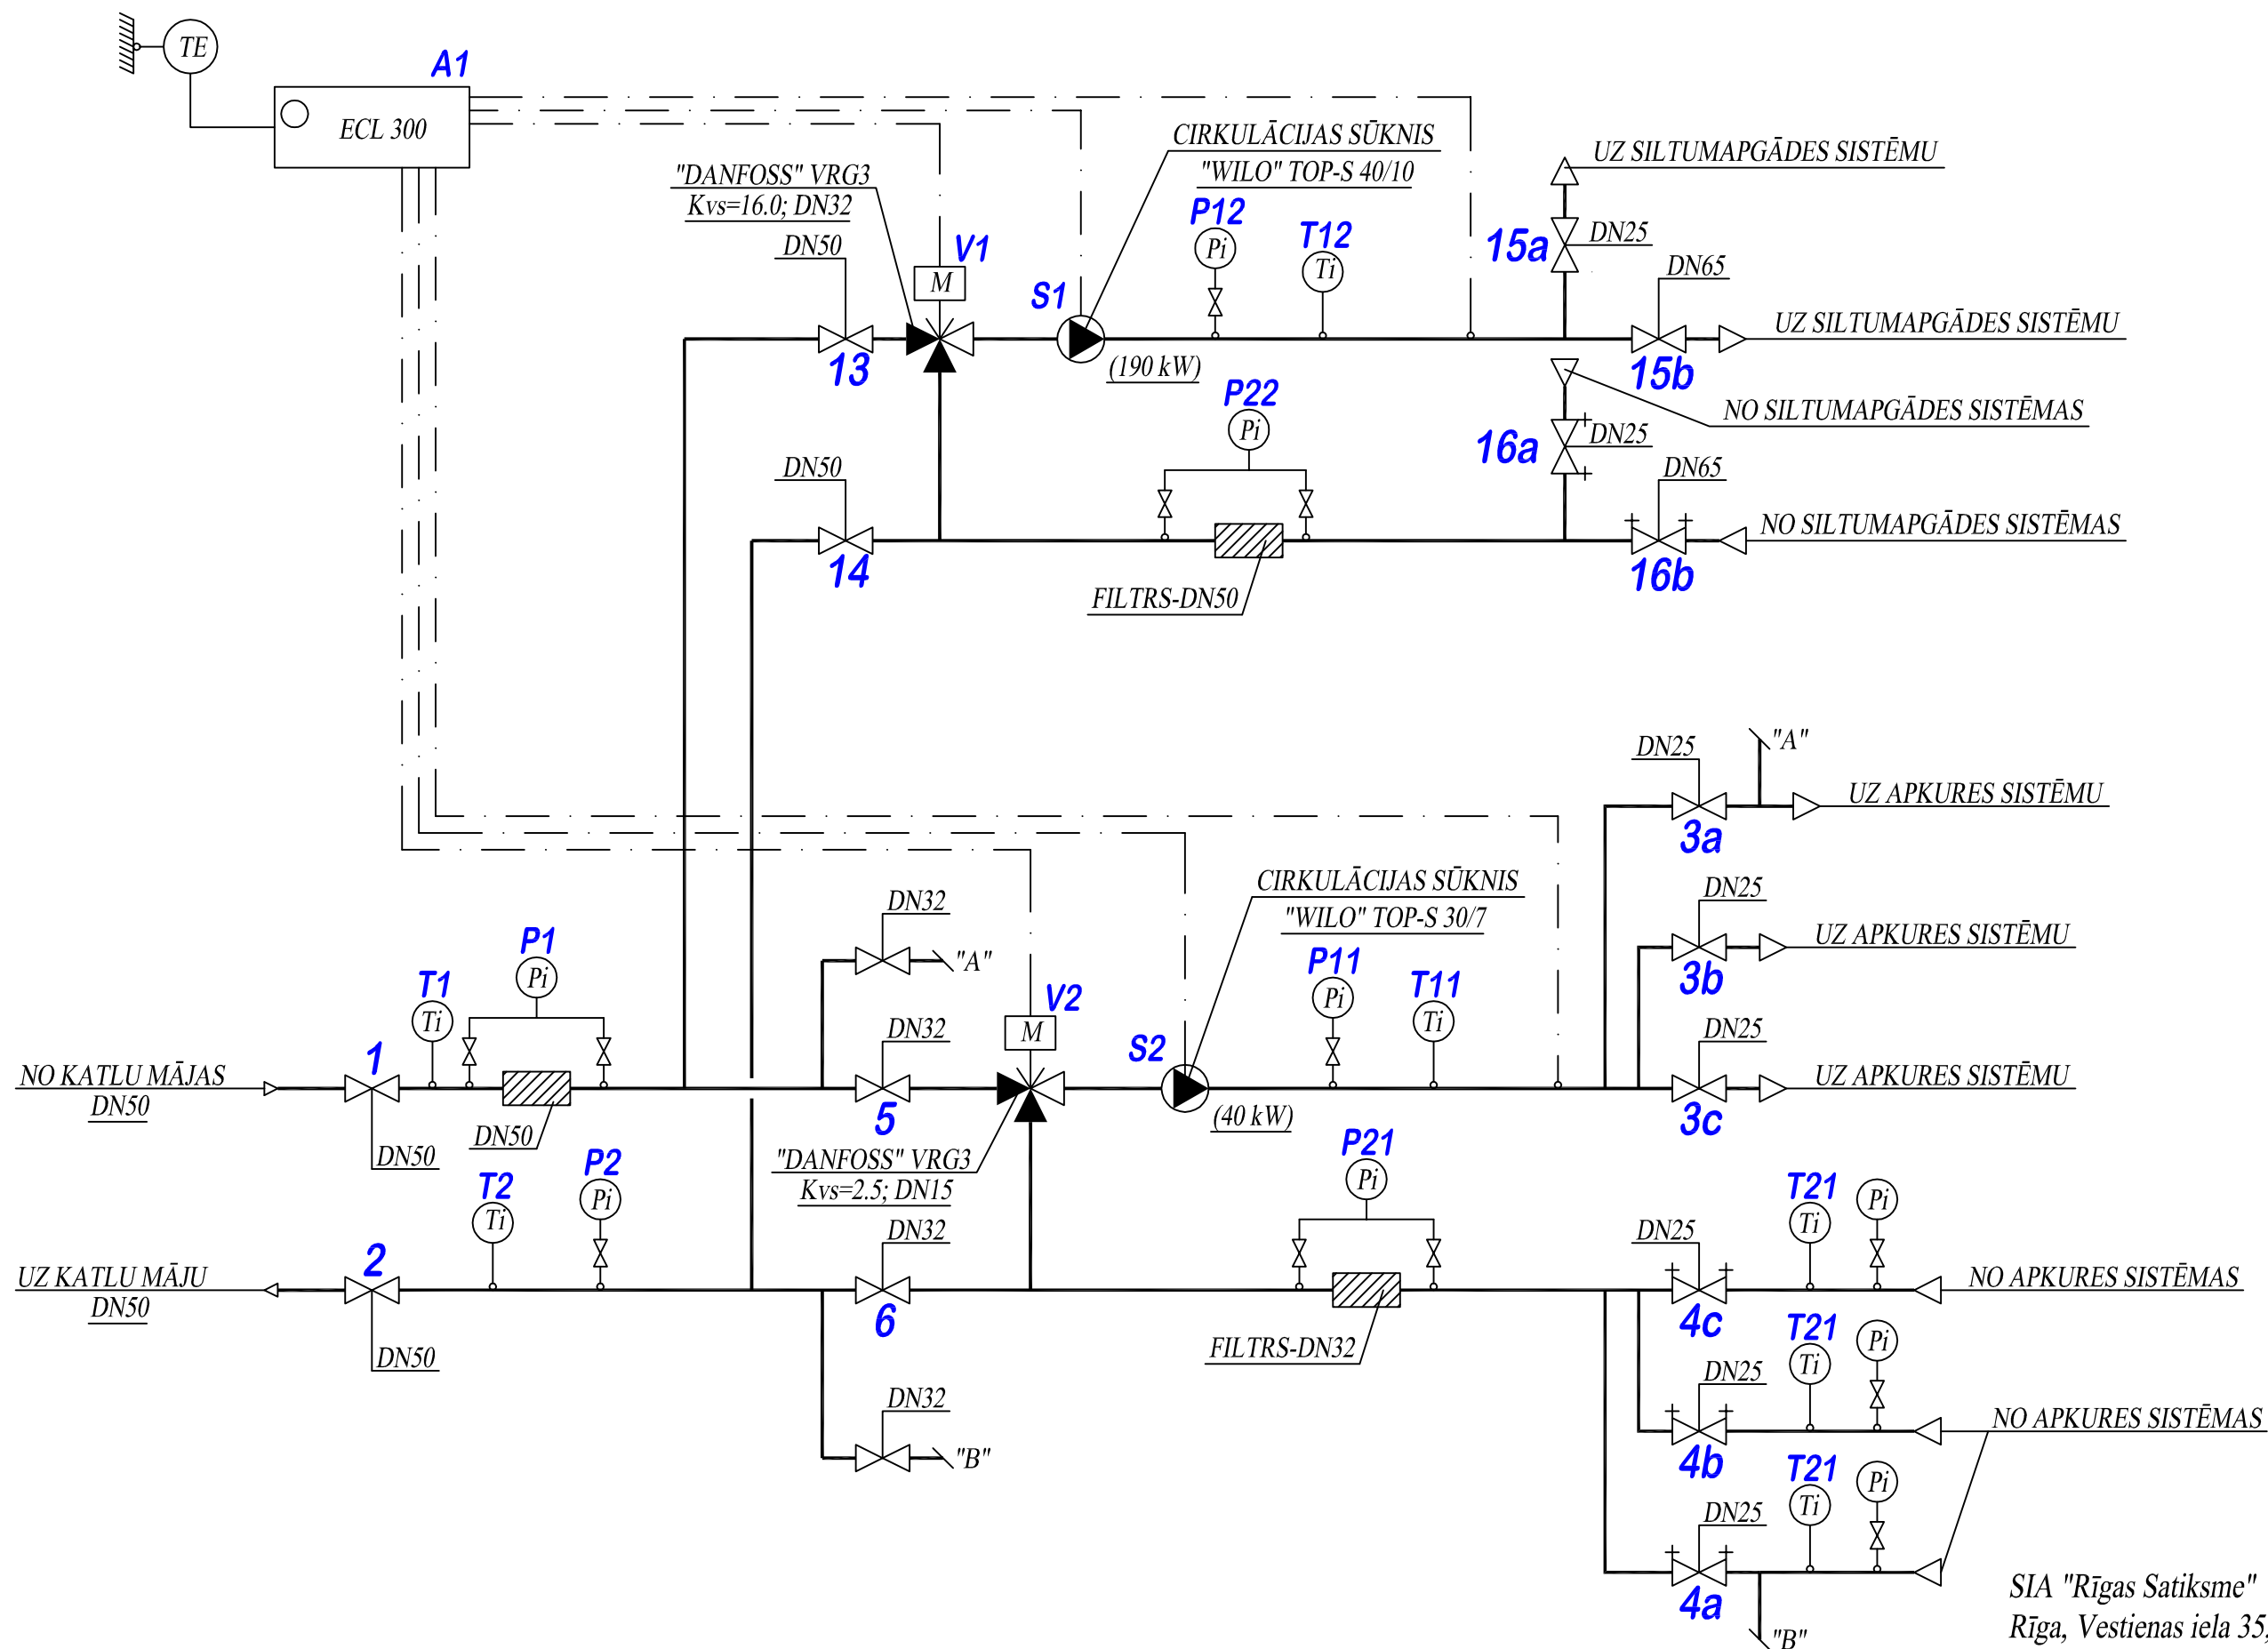 TE
A1
ECL 300
CIRKULĀCIJAS SŪKNIS
"WILO" TOP-S 40/10
UZ SILTUMAPGĀDES SISTĒMU
"DANFOSS" VRG3
Kvs=16.0; DN32
P12
Pi
T12
Ti
15a
DN25
DN50
V1
M
S1
DN65
UZ SILTUMAPGĀDES SISTĒMU
13
(190 kW)
15b
P22
Pi
NO SILTUMAPGĀDES SISTĒMAS
16a
DN25
DN50
DN65
NO SILTUMAPGĀDES SISTĒMAS
14
16b
FILTRS-DN50
DN25
"A"
UZ APKURES SISTĒMU
3a
CIRKULĀCIJAS SŪKNIS
"WILO" TOP-S 30/7
DN32
DN25
UZ APKURES SISTĒMU
P1
Pi
"A"
P11
Pi
3b
T1
Ti
V2
M
T11
Ti
DN32
DN25
1
S2
NO KATLU MĀJAS
DN50
UZ APKURES SISTĒMU
5
(40 kW)
3c
DN50
DN50
"DANFOSS" VRG3
Kvs=2.5; DN15
P21
Pi
T2
Ti
P2
Pi
T21
Ti
Pi
DN32
DN25
2
UZ KATLU MĀJU
DN50
NO APKURES SISTĒMAS
6
4c
FILTRS-DN32
DN50
T21
Ti
Pi
DN32
DN25
NO APKURES SISTĒMAS
"B"
4b
T21
Ti
Pi
DN25
4a
"B"
SIA "Rīgas Satiksme"
Rīga, Vestienas iela 35,